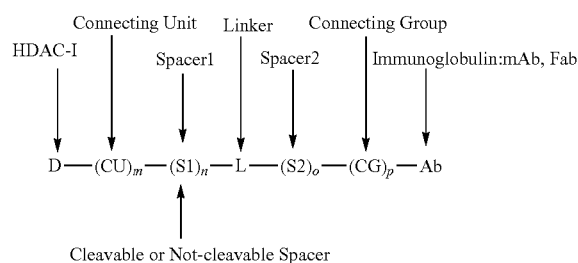 Connecting Unit Linker Connecting Group
HDAC-I Spacer1 Spacer2 Immunoglobulin:mAb, Fab
D—(CU)m—(S1)n—L—(S2)o—(CG)p—Ab
Cleavable or Not-cleavable Spacer